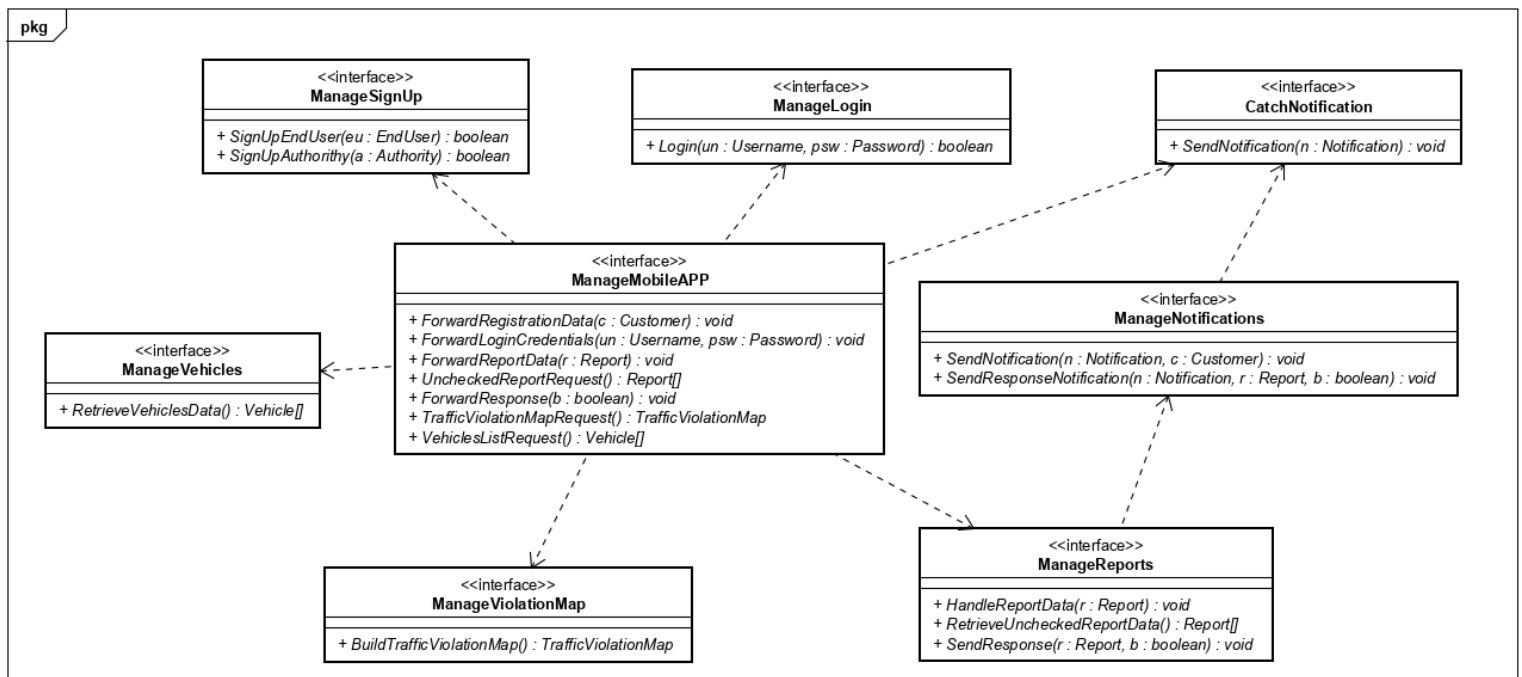 pkg
<<interface>>
ManageSignUp
+ SignUpEndUser(eu : EndUser) : boolean
+ SignUpAuthorithy(a : Authority) : boolean
<<interface>>
ManageLogin
+ Login(un : Username, psw : Password) : boolean
<<interface>>
CatchNotification
+ SendNotification(n : Notification) : void
<<interface>>
ManageMobileAPP
+ ForwardRegistrationData(c : Customer) : void
+ ForwardLoginCredentials(un : Username, psw : Password) : void
+ ForwardReportData(r : Report) : void
+ UncheckedReportRequest() : Report[]
+ ForwardResponse(b : boolean) : void
+ TrafficViolationMapRequest() : TrafficViolationMap
+ VehiclesListRequest() : Vehicle[]
<<interface>>
ManageNotifications
+ SendNotification(n : Notification, c : Customer) : void
+ SendResponseNotification(n : Notification, r : Report, b : boolean) : void
<<interface>>
ManageVehicles
+ RetrieveVehiclesData() : Vehicle[]
<<interface>>
ManageViolationMap
+ BuildTrafficViolationMap() : TrafficViolationMap
<<interface>>
ManageReports
+ HandleReportData(r : Report) : void
+ RetrieveUncheckedReportData() : Report[]
+ SendResponse(r : Report, b : boolean) : void